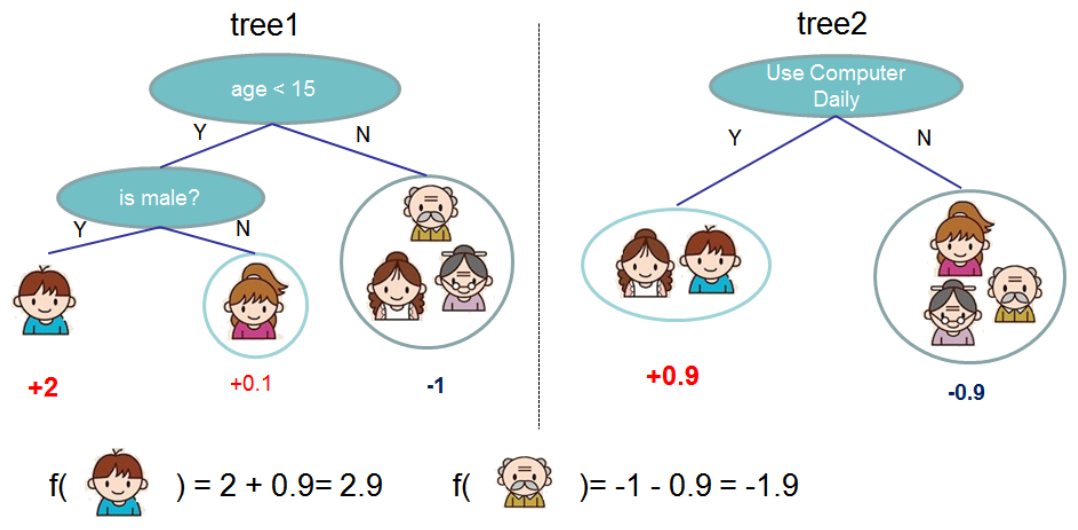 tree1
tree2
age < 15
Use Computer
Daily
Y
N
Y
N
is male?
Y
N
+2
+0.1
-1
+0.9
-0.9
f( ) = 2 + 0.9= 2.9
f( )= -1 - 0.9 = -1.9